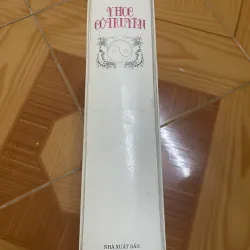 Y HỌC
CỔ TRUYỀN
NHÀ XUẤT BẢN